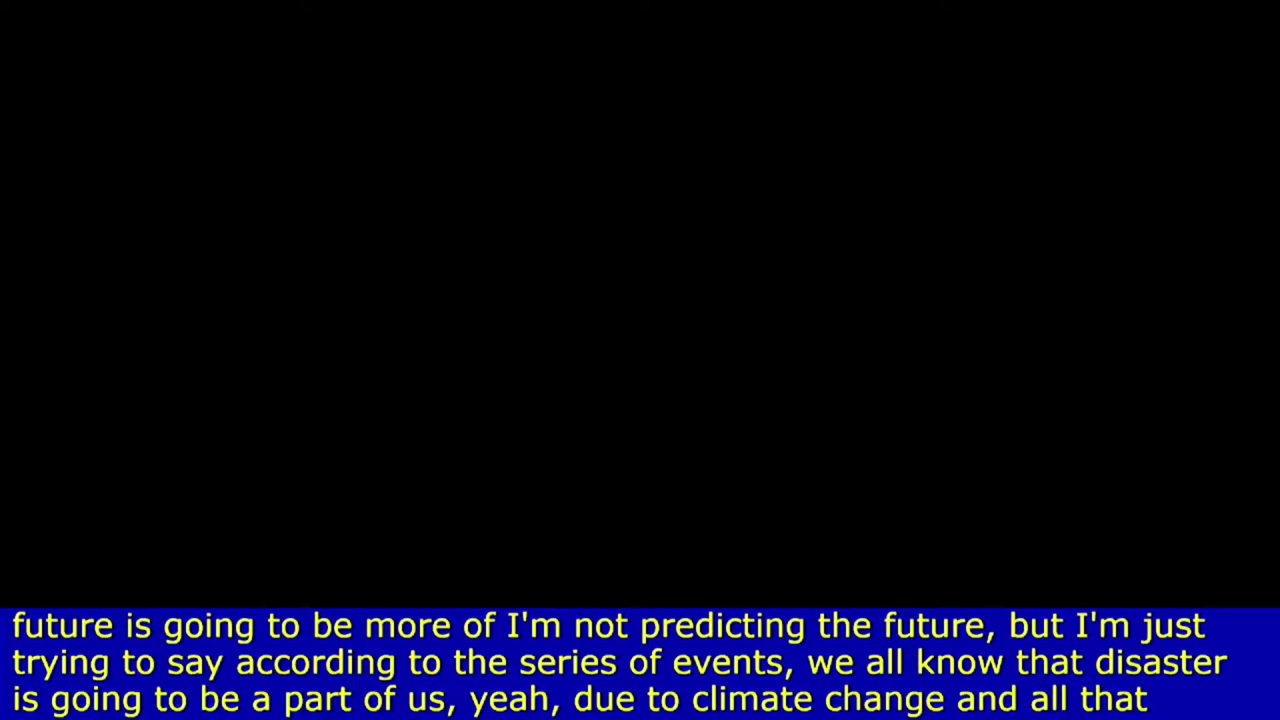 future is going to be more of I'm not predicting the future, but I'm just
trying to say according to the series of events, we all know that disaster
is going to be a part of us, yeah, due to climate change and all that